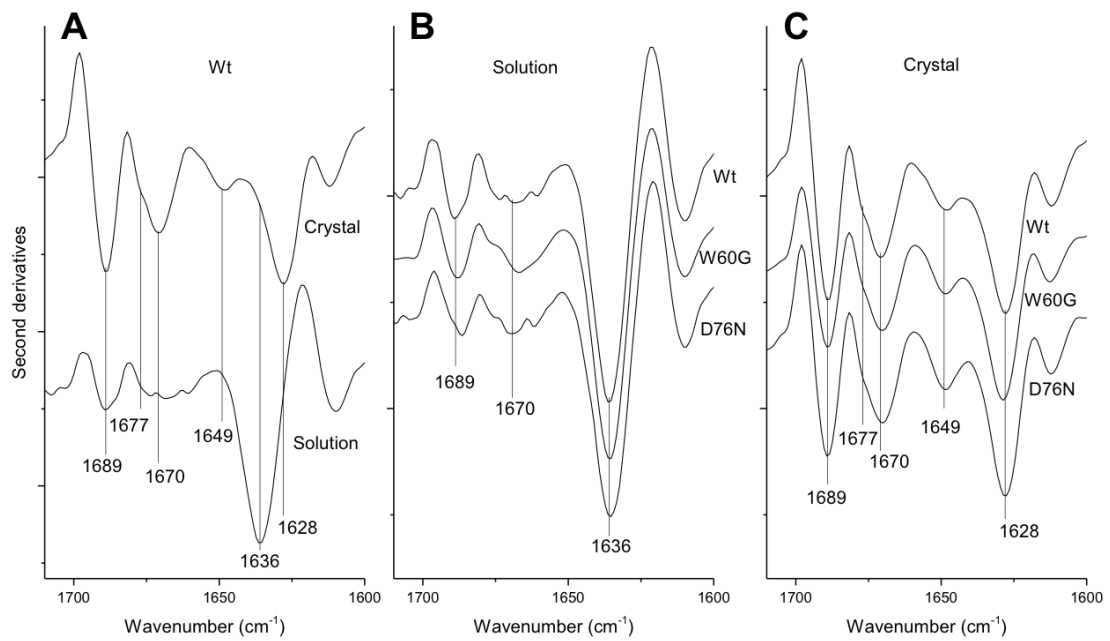 A
Wt
Crystal
Solution
1677
1649
1689
1670
1628
1636
1700
1650
1600
Wavenumber (cm-1)
Second derivatives
B
Solution
Wt
W60G
D76N
1689
1670
1636
1700
1650
1600
Wavenumber (cm-1)
C
Crystal
Wt
W60G
D76N
1677
1649
1670
1689
1628
1700
1650
1600
Wavenumber (cm-1)